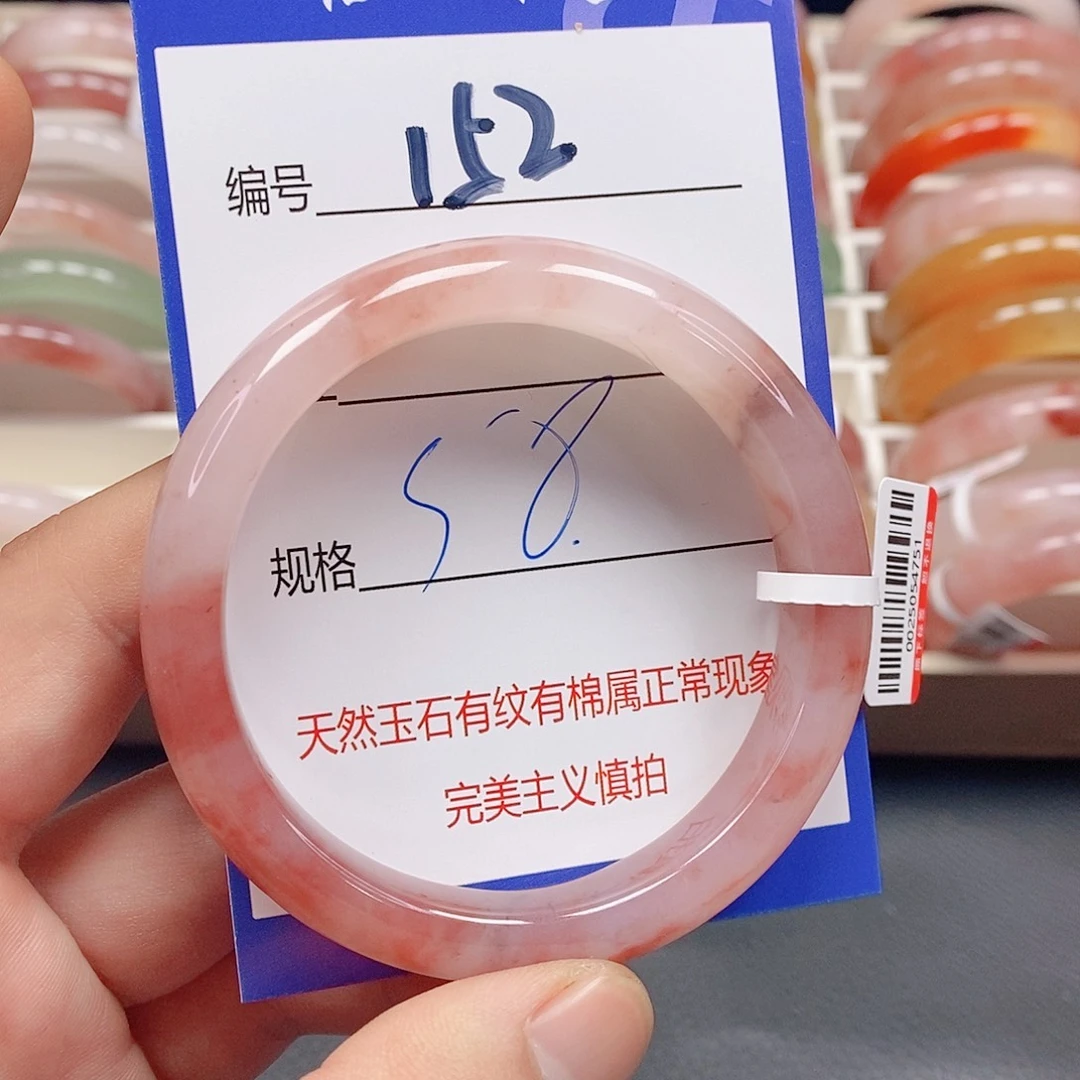 编号 152
规格 58.
天然玉石有纹有棉属正常现象
完美主义慎拍
0025054751